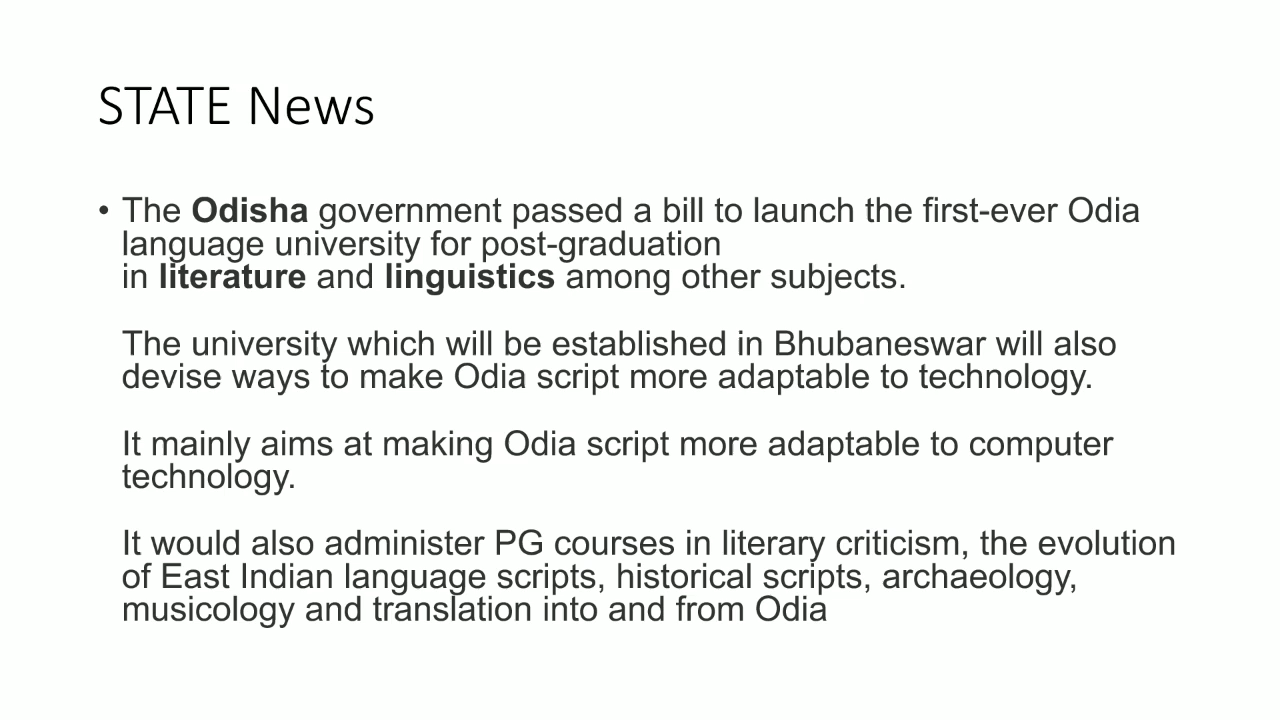 STATE News
• The Odisha government passed a bill to launch the first-ever Odia
language university for post-graduation
in literature and linguistics among other subjects.
The university which will be established in Bhubaneswar will also
devise ways to make Odia script more adaptable to technology.
It mainly aims at making Odia script more adaptable to computer
technology.
It would also administer PG courses in literary criticism, the evolution
of East Indian language scripts, historical scripts, archaeology,
musicology and translation into and from Odia